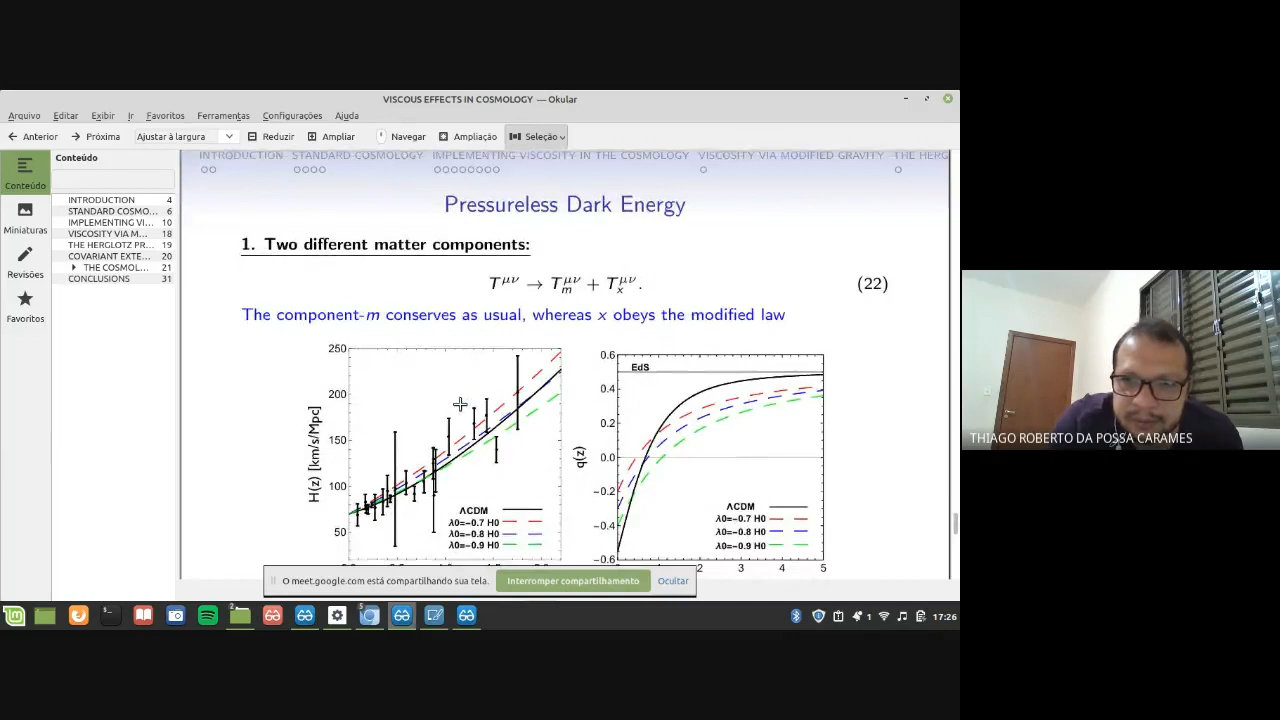 VISCOUS EFFECTS IN COSMOLOGY — Okular
Arquivo Editar Exibir Ir Favoritos Ferramentas Configurações Ajuda
Anterior Próxima Ajustar à largura Reduzir Ampliar Navegar Ampliação Seleção
Conteúdo
Miniaturas
Revisões
Favoritos
Conteúdo
INTRODUCTION 4
STANDARD COSMO... 6
IMPLEMENTING VI... 10
VISCOSITY VIA M... 18
THE HERGLOTZ PR... 19
COVARIANT EXTE... 20
THE COSMOL... 21
CONCLUSIONS 31
INTRODUCTION STANDARD COSMOLOGY IMPLEMENTING VISCOSITY IN THE COSMOLOGY VISCOSITY VIA MODIFIED GRAVITY THE HERG
Pressureless Dark Energy
1. Two different matter components:
T^{μν} → T_m^{μν} + T_x^{μν}. (22)
The component-m conserves as usual, whereas x obeys the modified law
250
200
150
100
50
H(z) [km/s/Mpc]
ΛCDM
λ0=−0.7 H0
λ0=−0.8 H0
λ0=−0.9 H0
0.6
0.4
0.2
0.0
−0.2
−0.4
−0.6
q(z)
EdS
ΛCDM
λ0=−0.7 H0
λ0=−0.8 H0
λ0=−0.9 H0
2 3 4 5
O meet.google.com está compartilhando sua tela. Interromper compartilhamento Ocultar
2
5
1
17:26
THIAGO ROBERTO DA POSSA CARAMES